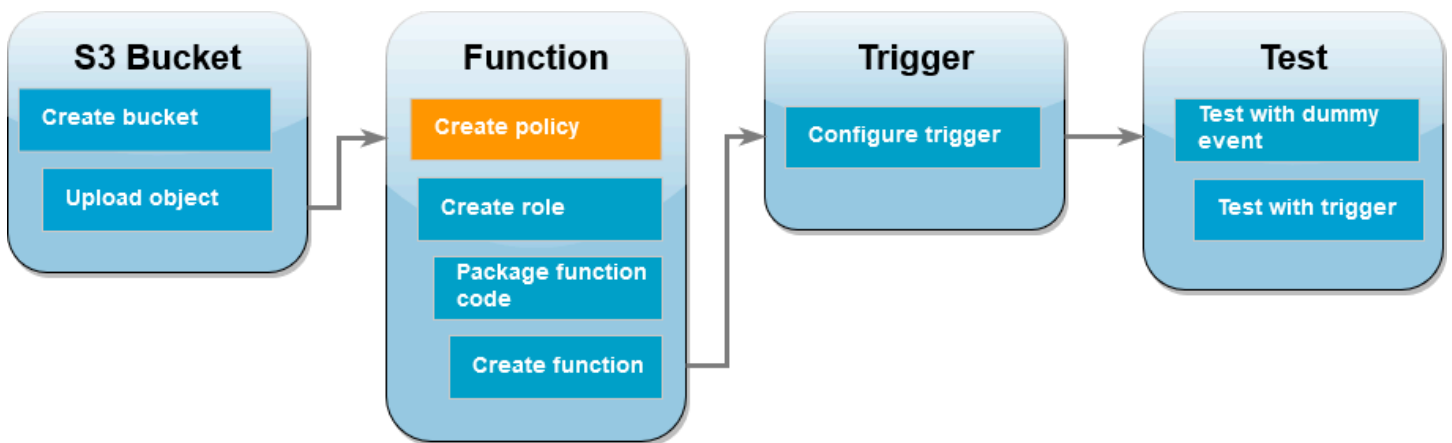 S3 Bucket
Create bucket
Upload object
Function
Create policy
Create role
Package function
code
Create function
Trigger
Configure trigger
Test
Test with dummy
event
Test with trigger